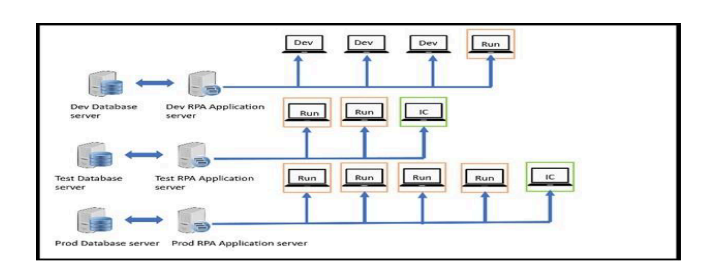 Dev Dev Dev Run
Dev Database server
Dev RPA Application server
Run Run IC
Test Database server
Test RPA Application server
Run Run Run Run IC
Prod Database server
Prod RPA Application server